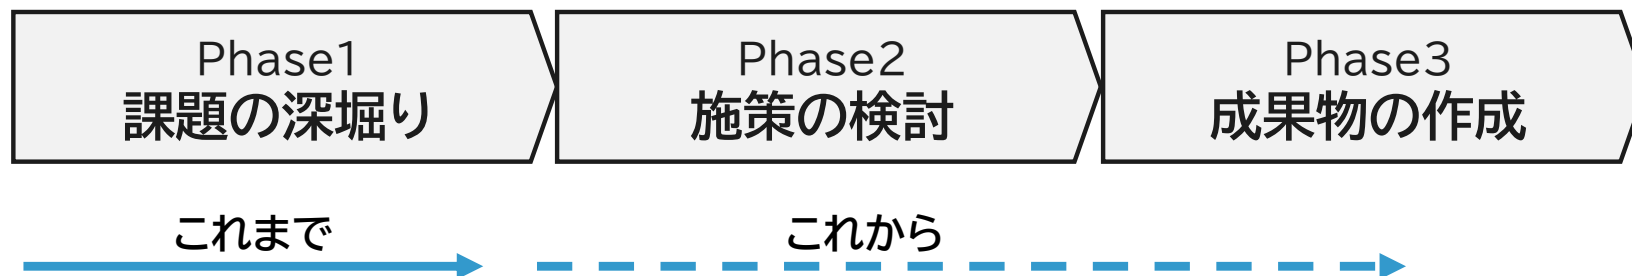 Phase1
課題の深堀り
Phase2
施策の検討
Phase3
成果物の作成
これまで
これから